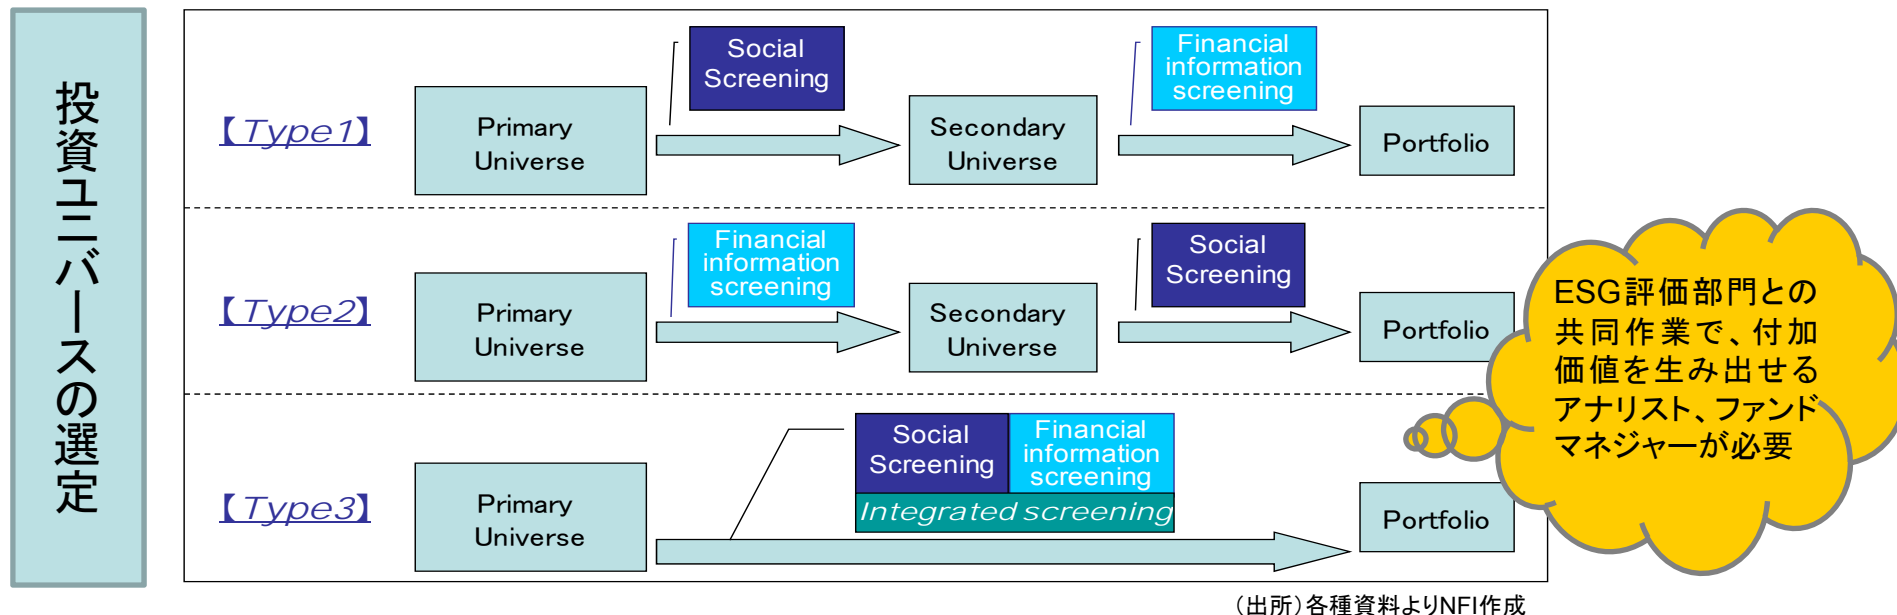 投資ユニバースの選定
Social
Screening
Financial
information
screening
【Type1】
Primary
Universe
Secondary
Universe
Portfolio
Financial
information
screening
Social
Screening
【Type2】
Primary
Universe
Secondary
Universe
Portfolio
ESG評価部門との
共同作業で、付加
価値を生み出せる
アナリスト、ファンド
マネジャーが必要
Social
Screening
Financial
information
screening
Integrated screening
【Type3】
Primary
Universe
Portfolio
（出所）各種資料よりNFI作成